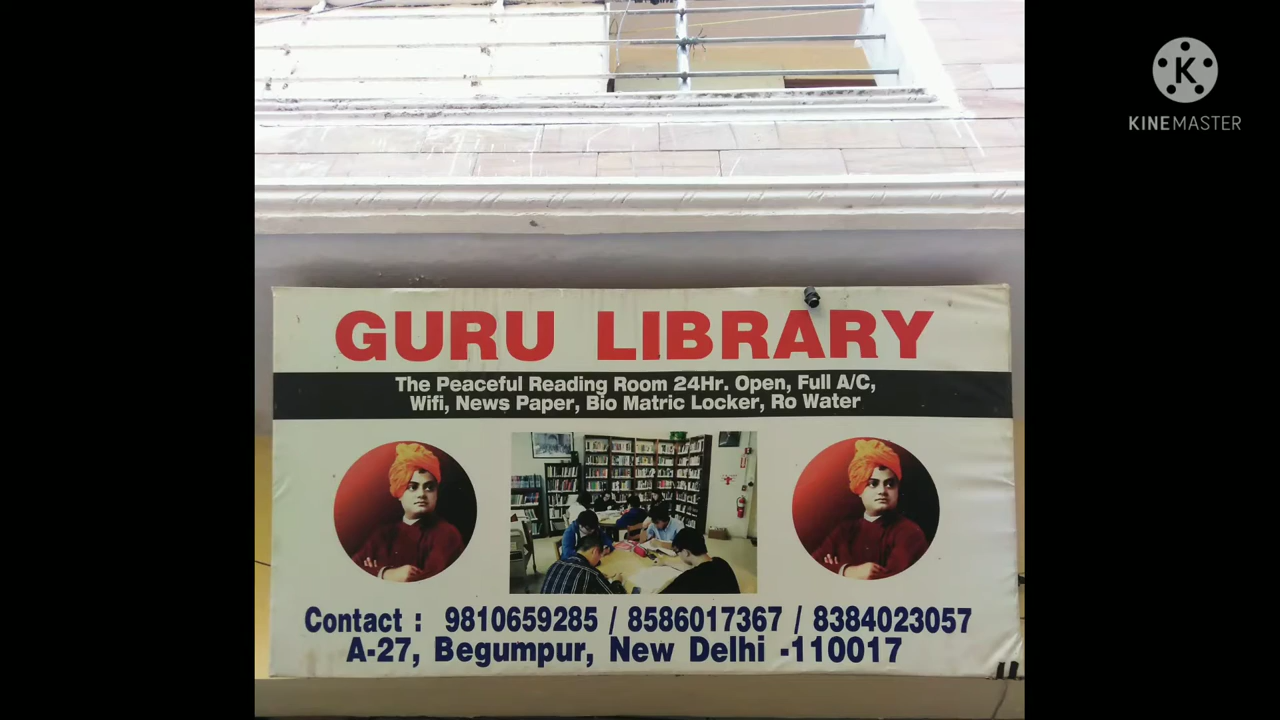 K
KINEMASTER
GURU LIBRARY
The Peaceful Reading Room 24Hr. Open, Full A/C,
Wifi, News Paper, Bio Matric Locker, Ro Water
Contact : 9810659285 / 8586017367 / 8384023057
A-27, Begumpur, New Delhi -110017